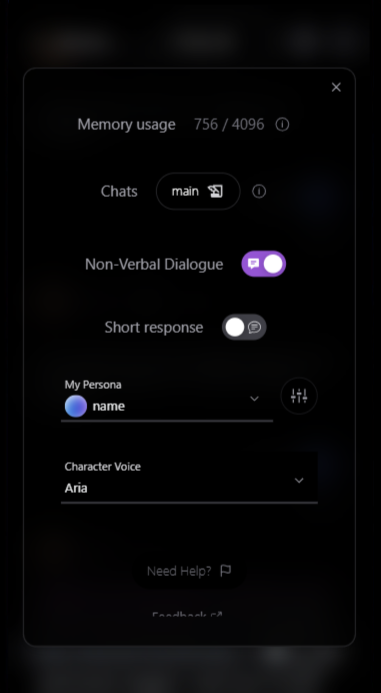 Memory usage 756 / 4096
Chats main
Non-Verbal Dialogue
Short response
My Persona
name
Character Voice
Aria
Need Help?
Feedback